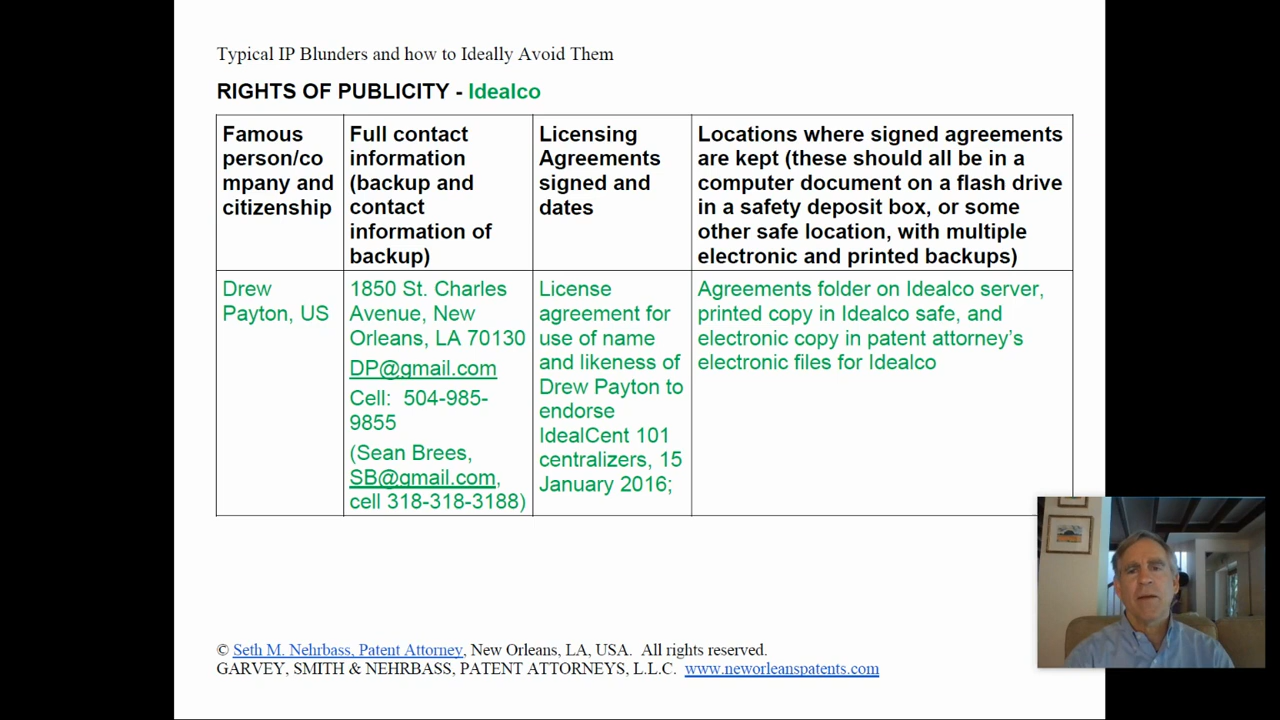 Typical IP Blunders and how to Ideally Avoid Them
RIGHTS OF PUBLICITY - Idealco
Famous
person/co
mpany and
citizenship
Full contact
information
(backup and
contact
information of
backup)
Licensing
Agreements
signed and
dates
Locations where signed agreements
are kept (these should all be in a
computer document on a flash drive
in a safety deposit box, or some
other safe location, with multiple
electronic and printed backups)
Drew
Payton, US
1850 St. Charles
Avenue, New
Orleans, LA 70130
DP@gmail.com
Cell: 504-985-
9855
(Sean Brees,
SB@gmail.com,
cell 318-318-3188)
License
agreement for
use of name
and likeness of
Drew Payton to
endorse
IdealCent 101
centralizers, 15
January 2016;
Agreements folder on Idealco server,
printed copy in Idealco safe, and
electronic copy in patent attorney's
electronic files for Idealco
© Seth M. Nehrbass, Patent Attorney, New Orleans, LA, USA. All rights reserved.
GARVEY, SMITH & NEHRBASS, PATENT ATTORNEYS, L.L.C. www.neworleanspatents.com